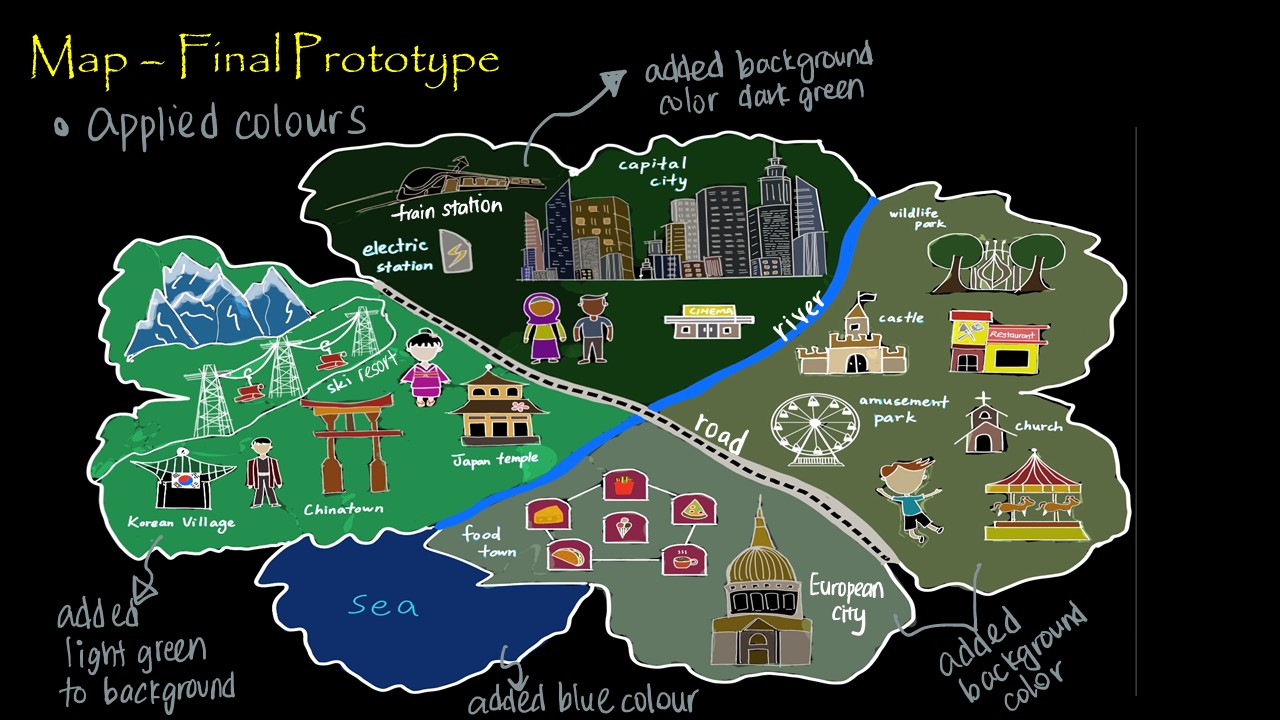 Map – Final Prototype
• Applied colours
added background
color dark green
capital
city
train station
electric
station
CINEMA
river
wildlife
park
castle
Restaurant
amusement
park
church
road
ski resort
Japan temple
Chinatown
Korean Village
food
town
European
city
sea
added
light green
to background
added blue colour
added
background
color